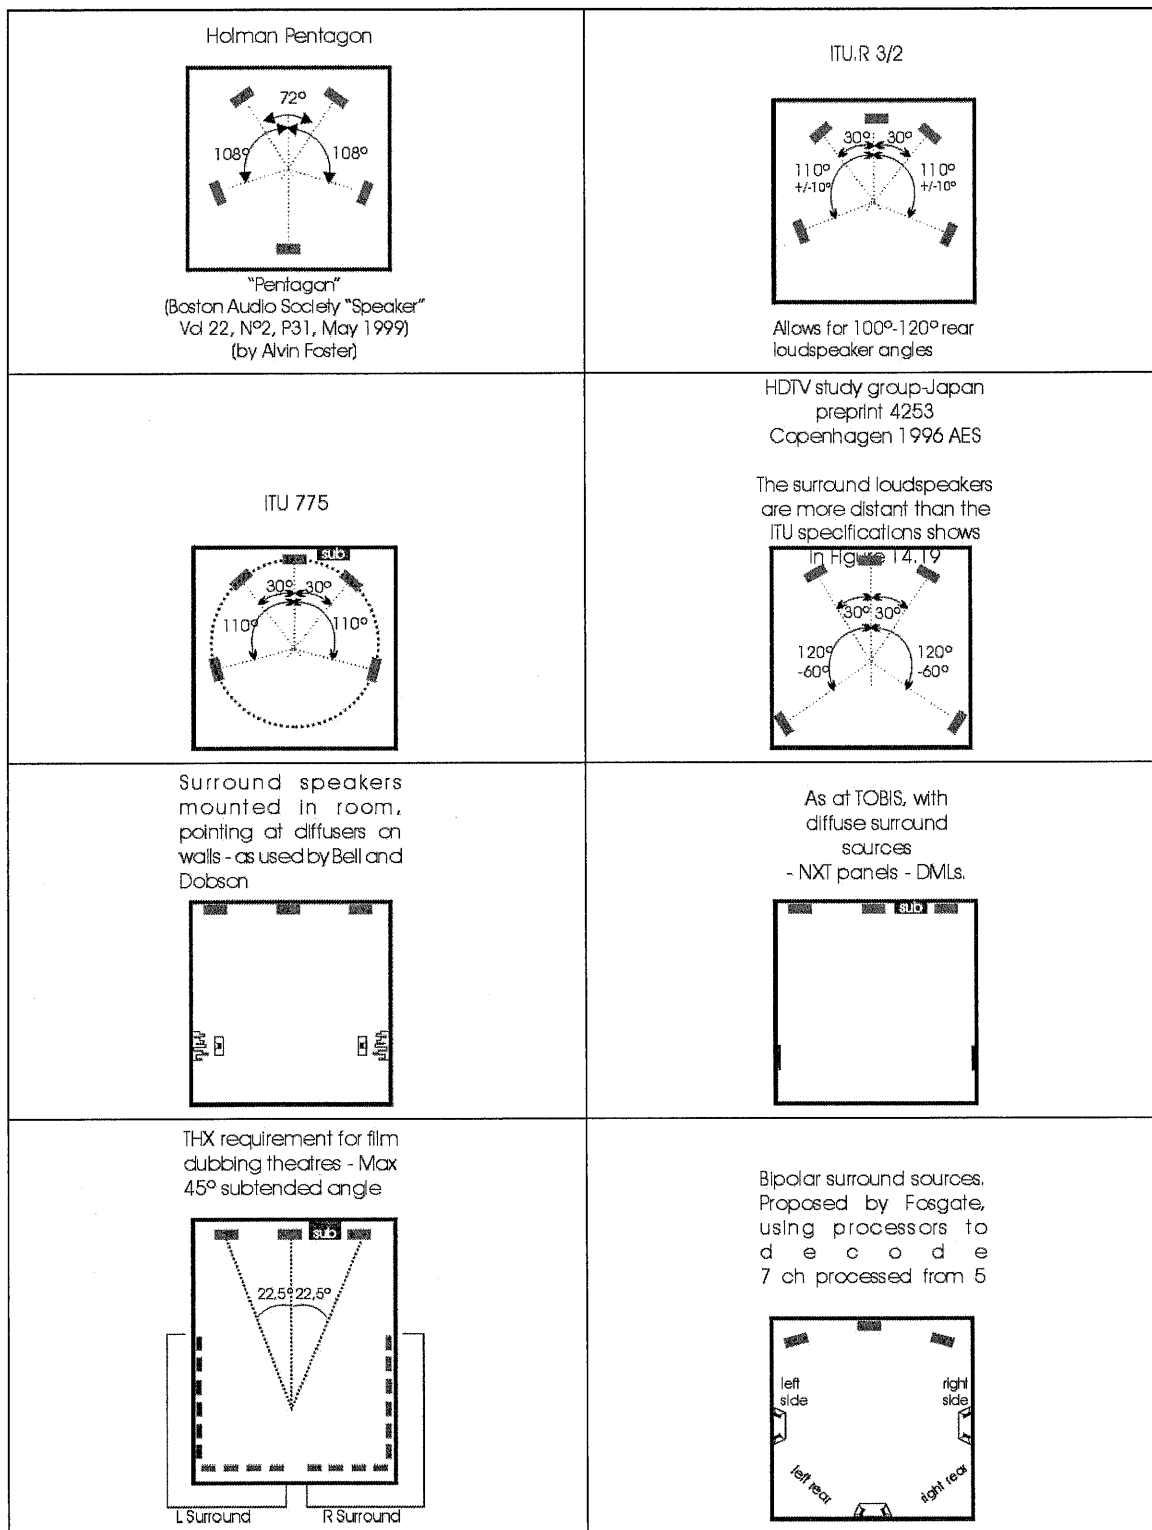 Holman Pentagon
72º
108º 108º
"Pentagon"
(Boston Audio Society "Speaker"
Vol 22, Nº2, P31, May 1999)
(by Alvin Foster)
ITU.R 3/2
30º 30º
110º 110º
+/-10º +/-10º
Allows for 100º-120º rear
loudspeaker angles
ITU 775
sub
30º 30º
110º 110º
HDTV study group-Japan
preprint 4253
Copenhagen 1996 AES
The surround loudspeakers
are more distant than the
ITU specifications shows
in Figure 14.19
30º 30º
120º 120º
-60º -60º
Surround speakers
mounted in room,
pointing at diffusers on
walls - as used by Bell and
Dobson
As at TOBIS, with
diffuse surround
sources
- NXT panels - DMLs.
sub
THX requirement for film
dubbing theatres - Max
45º subtended angle
sub
22,5º 22,5º
L Surround R Surround
Bipolar surround sources.
Proposed by Fosgate,
using processors to
d e c o d e
7 ch processed from 5
left right
side side
left rear right rear